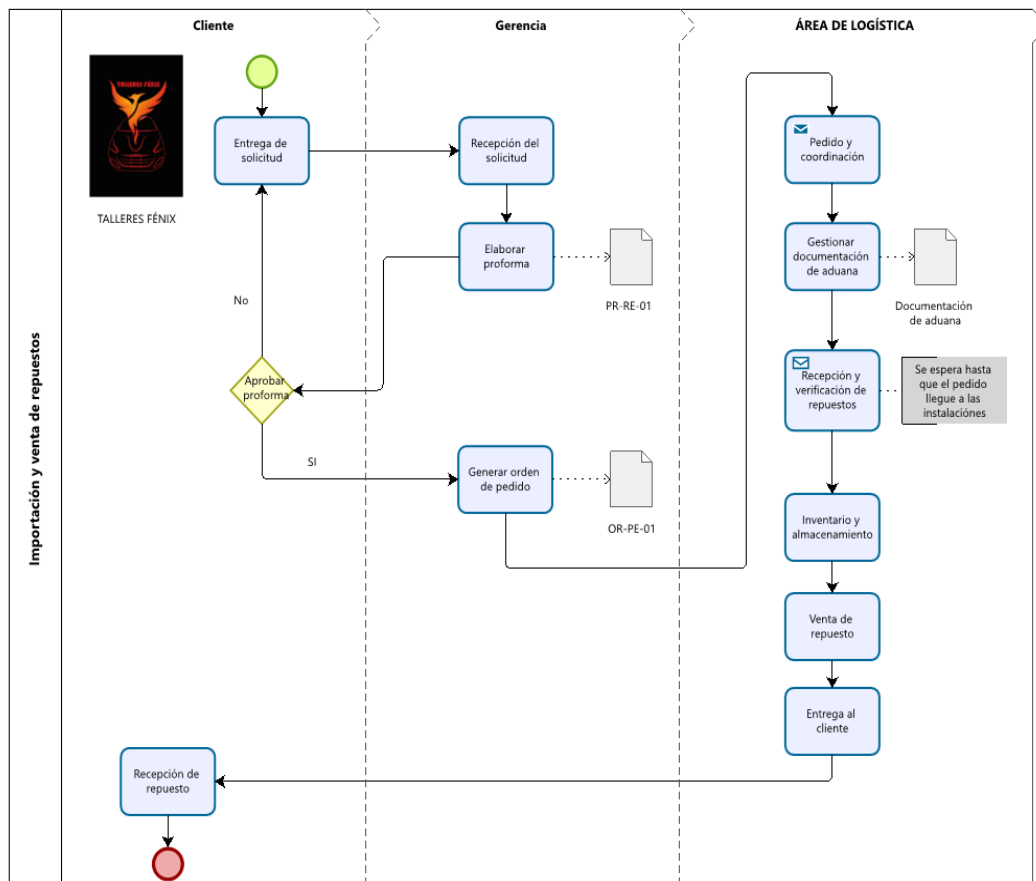 Importación y venta de repuestos
Cliente
Gerencia
ÁREA DE LOGÍSTICA
TALLERES FÉNIX
TALLERES FÉNIX
Entrega de
solicitud
Recepción del
solicitud
Pedido y
coordinación
Elaborar
proforma
PR-RE-01
Gestionar
documentación
de aduana
Documentación
de aduana
No
Aprobar
proforma
Recepción y
verificación de
repuestos
Se espera hasta
que el pedido
llegue a las
instalaciónes
SI
Generar orden
de pedido
OR-PE-01
Inventario y
almacenamiento
Venta de
repuesto
Entrega al
cliente
Recepción de
repuesto